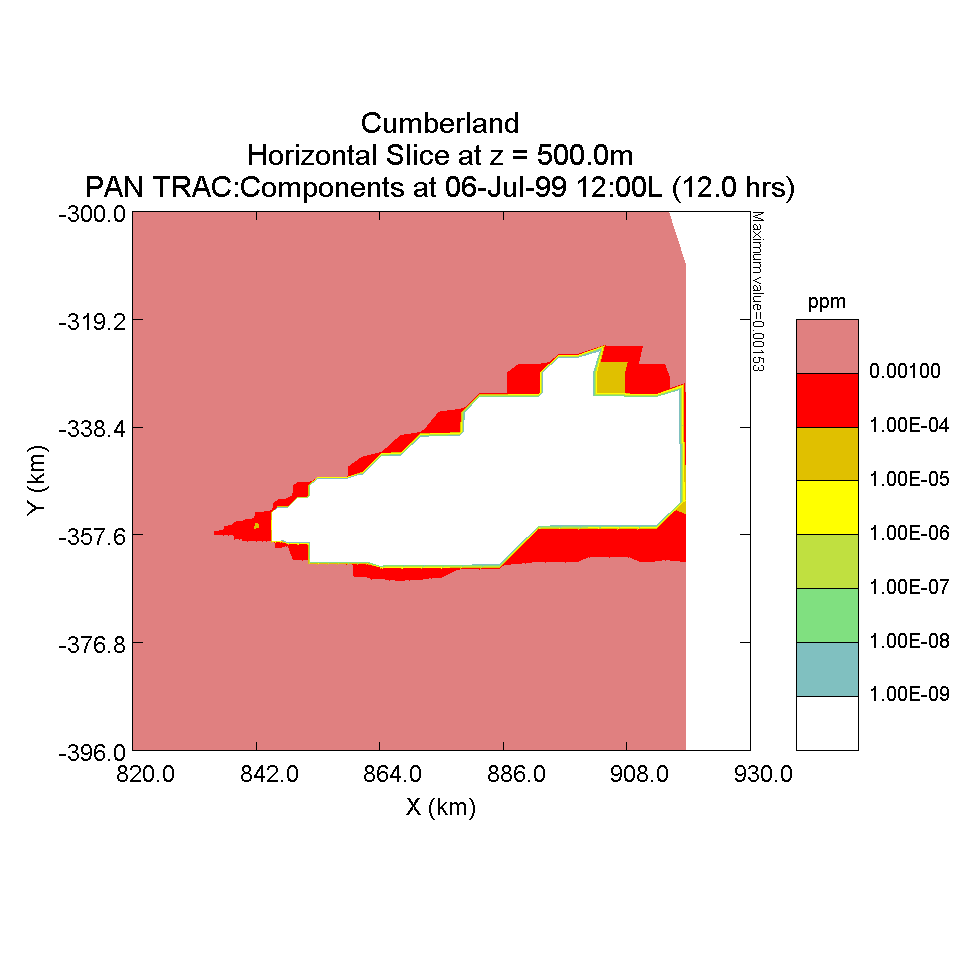 Cumberland
Horizontal Slice at z = 500.0m
PAN TRAC:Components at 06-Jul-99 12:00L (12.0 hrs)
-300.0
-319.2
-338.4
-357.6
-376.8
-396.0
Y (km)
820.0
842.0
864.0
886.0
908.0
930.0
X (km)
Maximum value=0.00153
ppm
0.00100
1.00E-04
1.00E-05
1.00E-06
1.00E-07
1.00E-08
1.00E-09